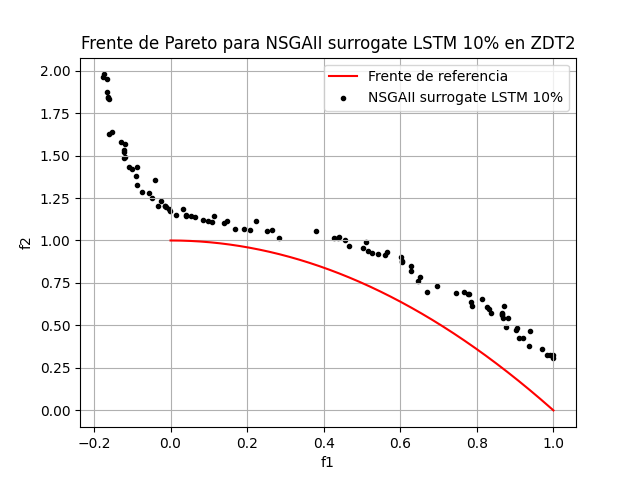 Frente de Pareto para NSGAII surrogate LSTM 10% en ZDT2
Frente de referencia
NSGAII surrogate LSTM 10%
2.00
1.75
1.50
1.25
1.00
0.75
0.50
0.25
0.00
f2
−0.2 0.0 0.2 0.4 0.6 0.8 1.0
f1